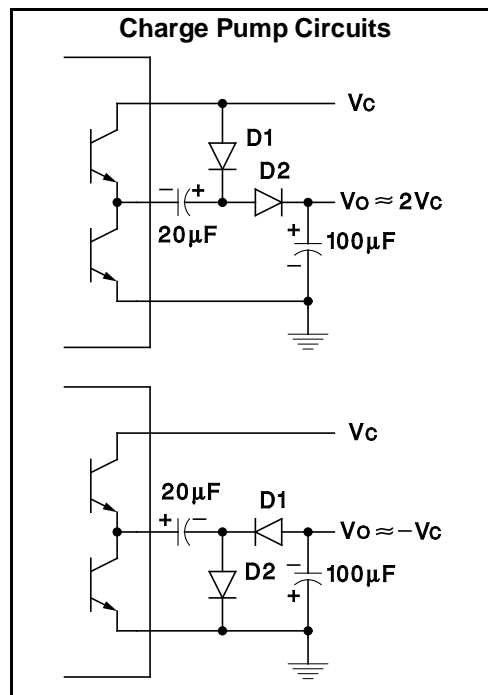 Charge Pump Circuits
Vc
D1
D2
− +
Vo ≈ 2Vc
20μF
+
100μF
−
Vc
20μF
D1
+ −
Vo ≈ −Vc
D2
−
100μF
+